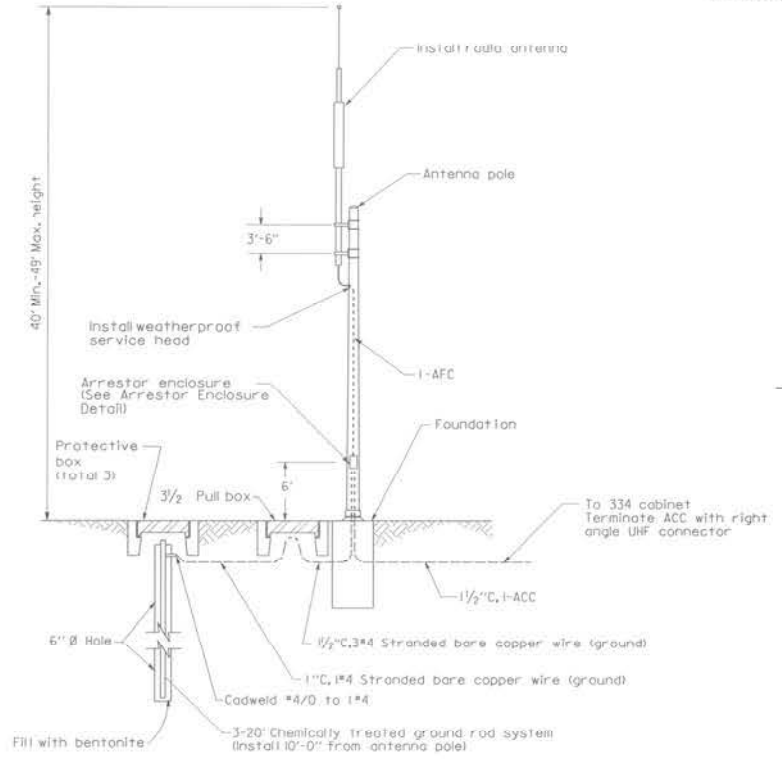 Install radio antenna
Antenna pole
40' Min.-49' Max. height
3'-6"
Install weatherproof
service head
1-AFC
Arrestor enclosure
(See Arrestor Enclosure
Detail)
Foundation
Protective
box
(total 3)
3½ Pull box
6'
To 334 cabinet
Terminate ACC with right
angle UHF connector
1½"C,1-ACC
6" Ø Hole
1½"C,3#4 Stranded bare copper wire (ground)
1"C,1#4 Stranded bare copper wire (ground)
Cadweld #4/0 to 1#4
3-20' Chemically treated ground rod system
(Install 10'-0" from antenna pole)
Fill with bentonite